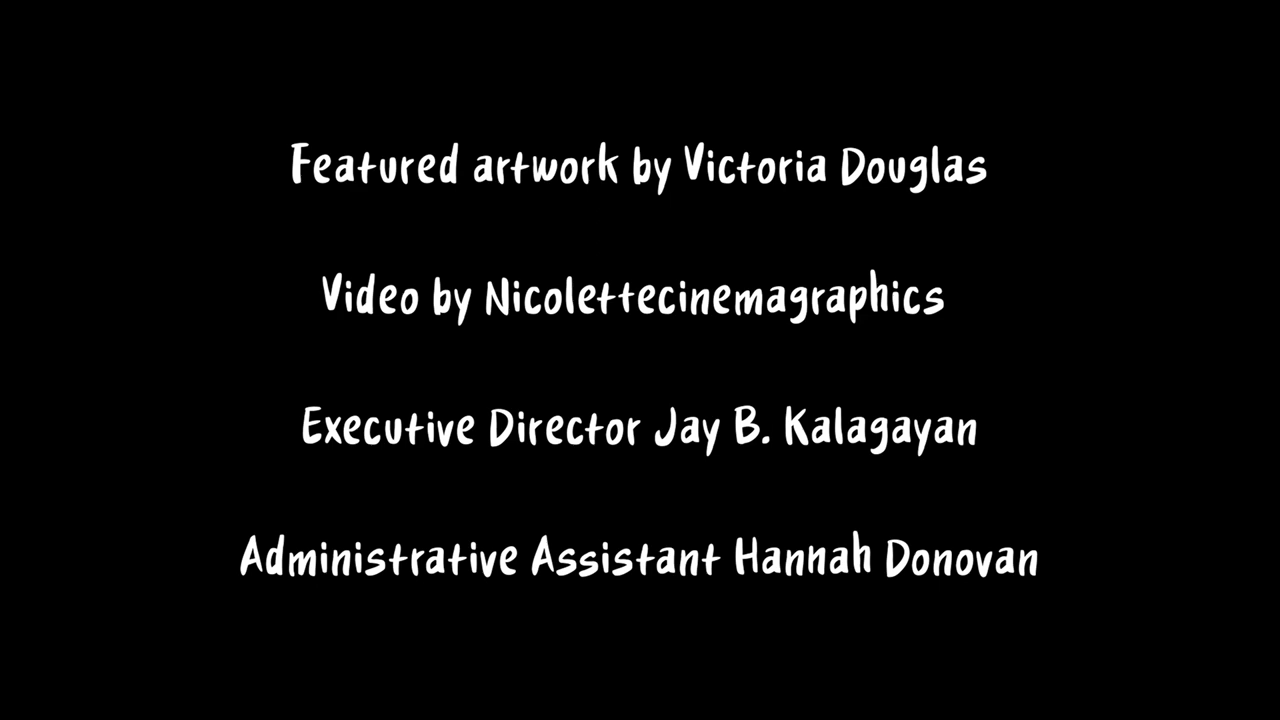 Featured artwork by Victoria Douglas
Video by Nicolettecinemagraphics
Executive Director Jay B. Kalagayan
Administrative Assistant Hannah Donovan